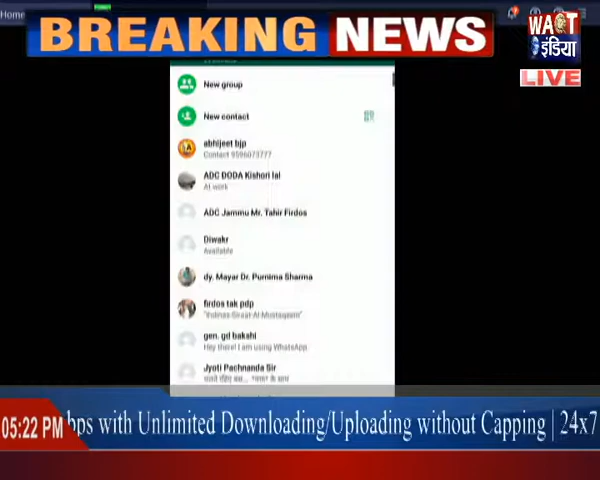 Home
BREAKING NEWS
WAQT
इंडिया
LIVE
New group
New contact
abhijeet bjp
Contact 9596073777
ADC DODA Kishori lal
At work
ADC Jammu Mr. Tahir Firdos
Diwakr
Available
dy. Mayar Dr. Purnima Sharma
firdos tak pdp
gen. gd bakshi
Hey there! I am using WhatsApp
Jyoti Pachnanda Sir
05:22 PM
bps with Unlimited Downloading/Uploading without Capping | 24x7